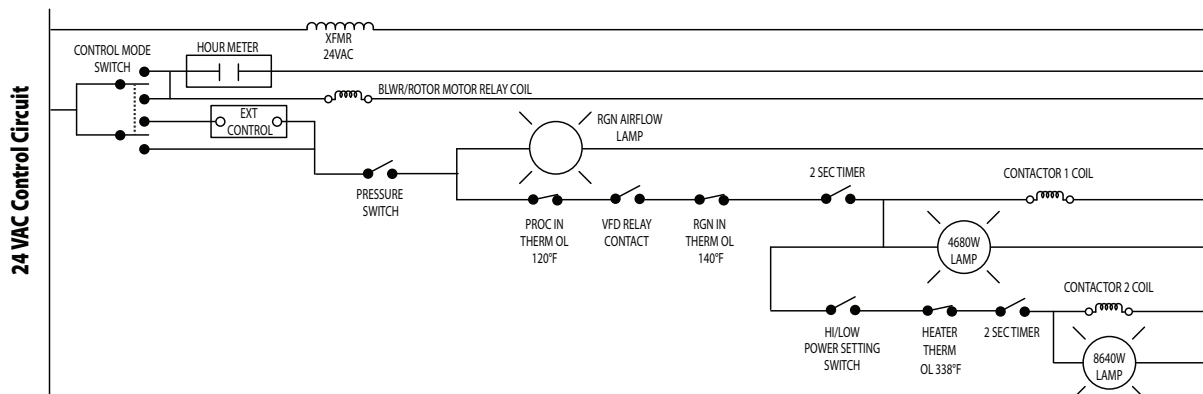 24 VAC Control Circuit
XFMR
24VAC
CONTROL MODE
SWITCH
HOUR METER
BLWR/ROTOR MOTOR RELAY COIL
EXT
CONTROL
RGN AIRFLOW
LAMP
PRESSURE
SWITCH
PROC IN
THERM OL
120°F
VFD RELAY
CONTACT
RGN IN
THERM OL
140°F
2 SEC TIMER
CONTACTOR 1 COIL
4680W
LAMP
HI/LOW
POWER SETTING
SWITCH
HEATER
THERM
OL 338°F
2 SEC TIMER
CONTACTOR 2 COIL
8640W
LAMP